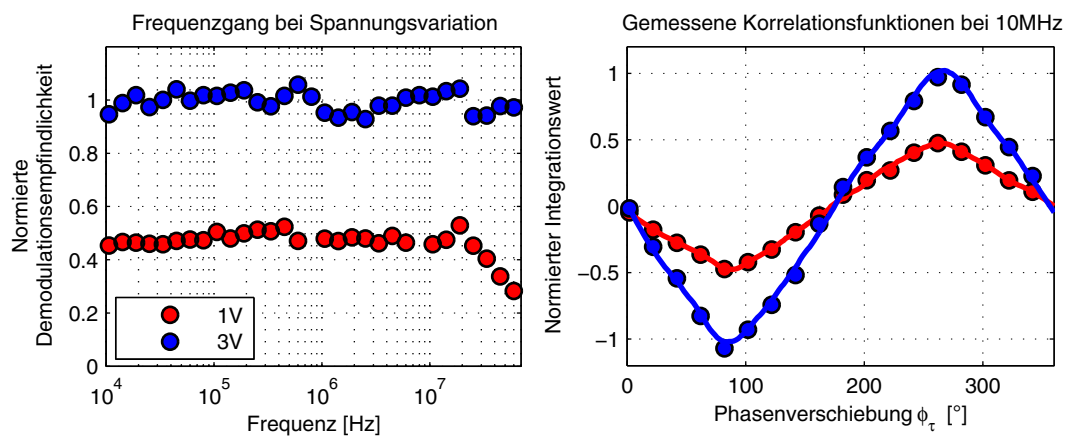 Frequenzgang bei Spannungsvariation
Normierte
Demodulationsempfindlichkeit
1.2
1
0.8
0.6
0.4
0.2
0
1V
3V
10^4
10^5
10^6
10^7
Frequenz [Hz]
Gemessene Korrelationsfunktionen bei 10MHz
Normierter Integrationswert
1
0.5
0
−0.5
−1
0
100
200
300
Phasenverschiebung ϕ_τ [°]